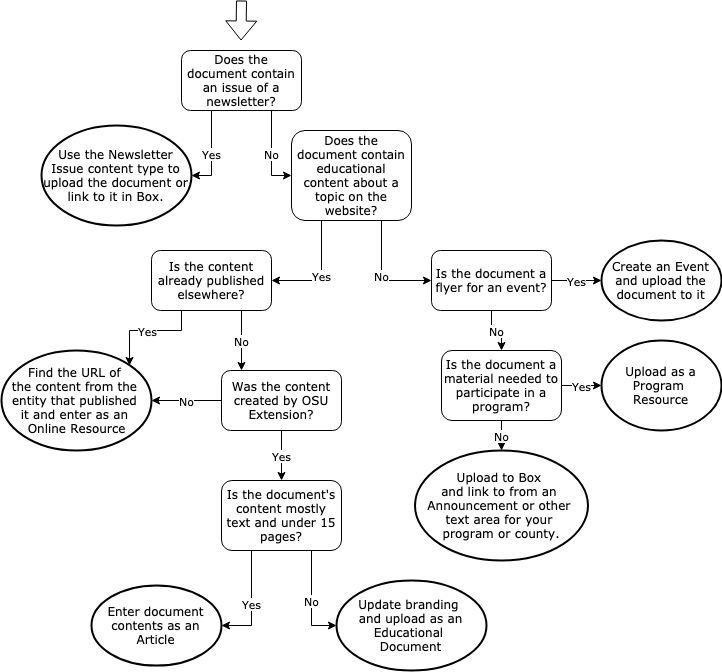 Does the
document contain
an issue of a
newsletter?
Yes
No
Use the Newsletter
Issue content type to
upload the document or
link to it in Box.
Does the
document contain
educational
content about a
topic on the
website?
Yes
No
Is the content
already published
elsewhere?
Is the document a
flyer for an event?
Yes
Create an Event
and upload the
document to it
Yes
No
No
Find the URL of
the content from the
entity that published
it and enter as an
Online Resource
No
Was the content
created by OSU
Extension?
Is the document a
material needed to
participate in a
program?
Yes
Upload as a
Program
Resource
Yes
No
Is the document's
content mostly
text and under 15
pages?
Upload to Box
and link to from an
Announcement or other
text area for your
program or county.
Yes
No
Enter document
contents as an
Article
Update branding
and upload as an
Educational
Document